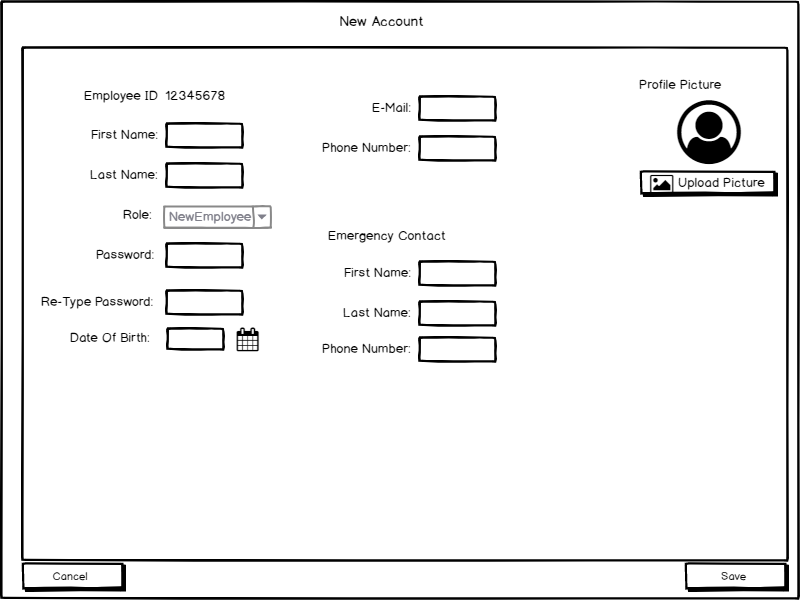 New Account
Employee ID 12345678
First Name:
Last Name:
Role: NewEmployee
Password:
Re-Type Password:
Date Of Birth:
E-Mail:
Phone Number:
Emergency Contact
First Name:
Last Name:
Phone Number:
Profile Picture
Upload Picture
Cancel
Save